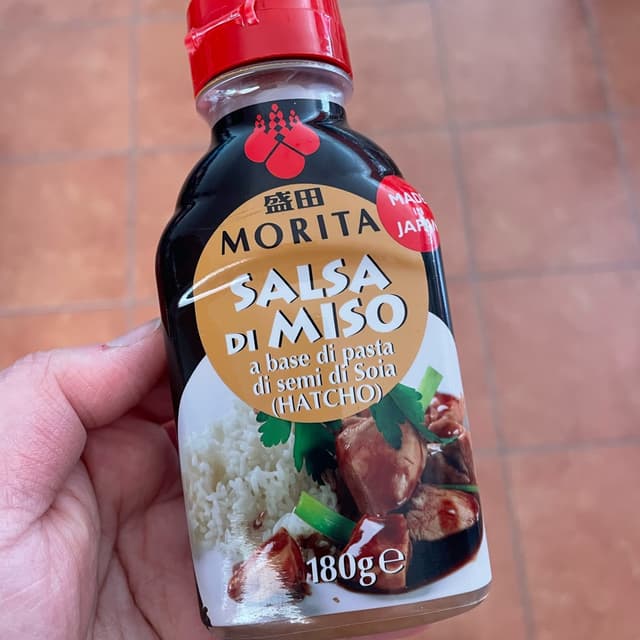 盛田
MORITA
MADE
IN
JAPAN
SALSA
DI MISO
a base di pasta
di semi di Soia
(HATCHO)
180g e